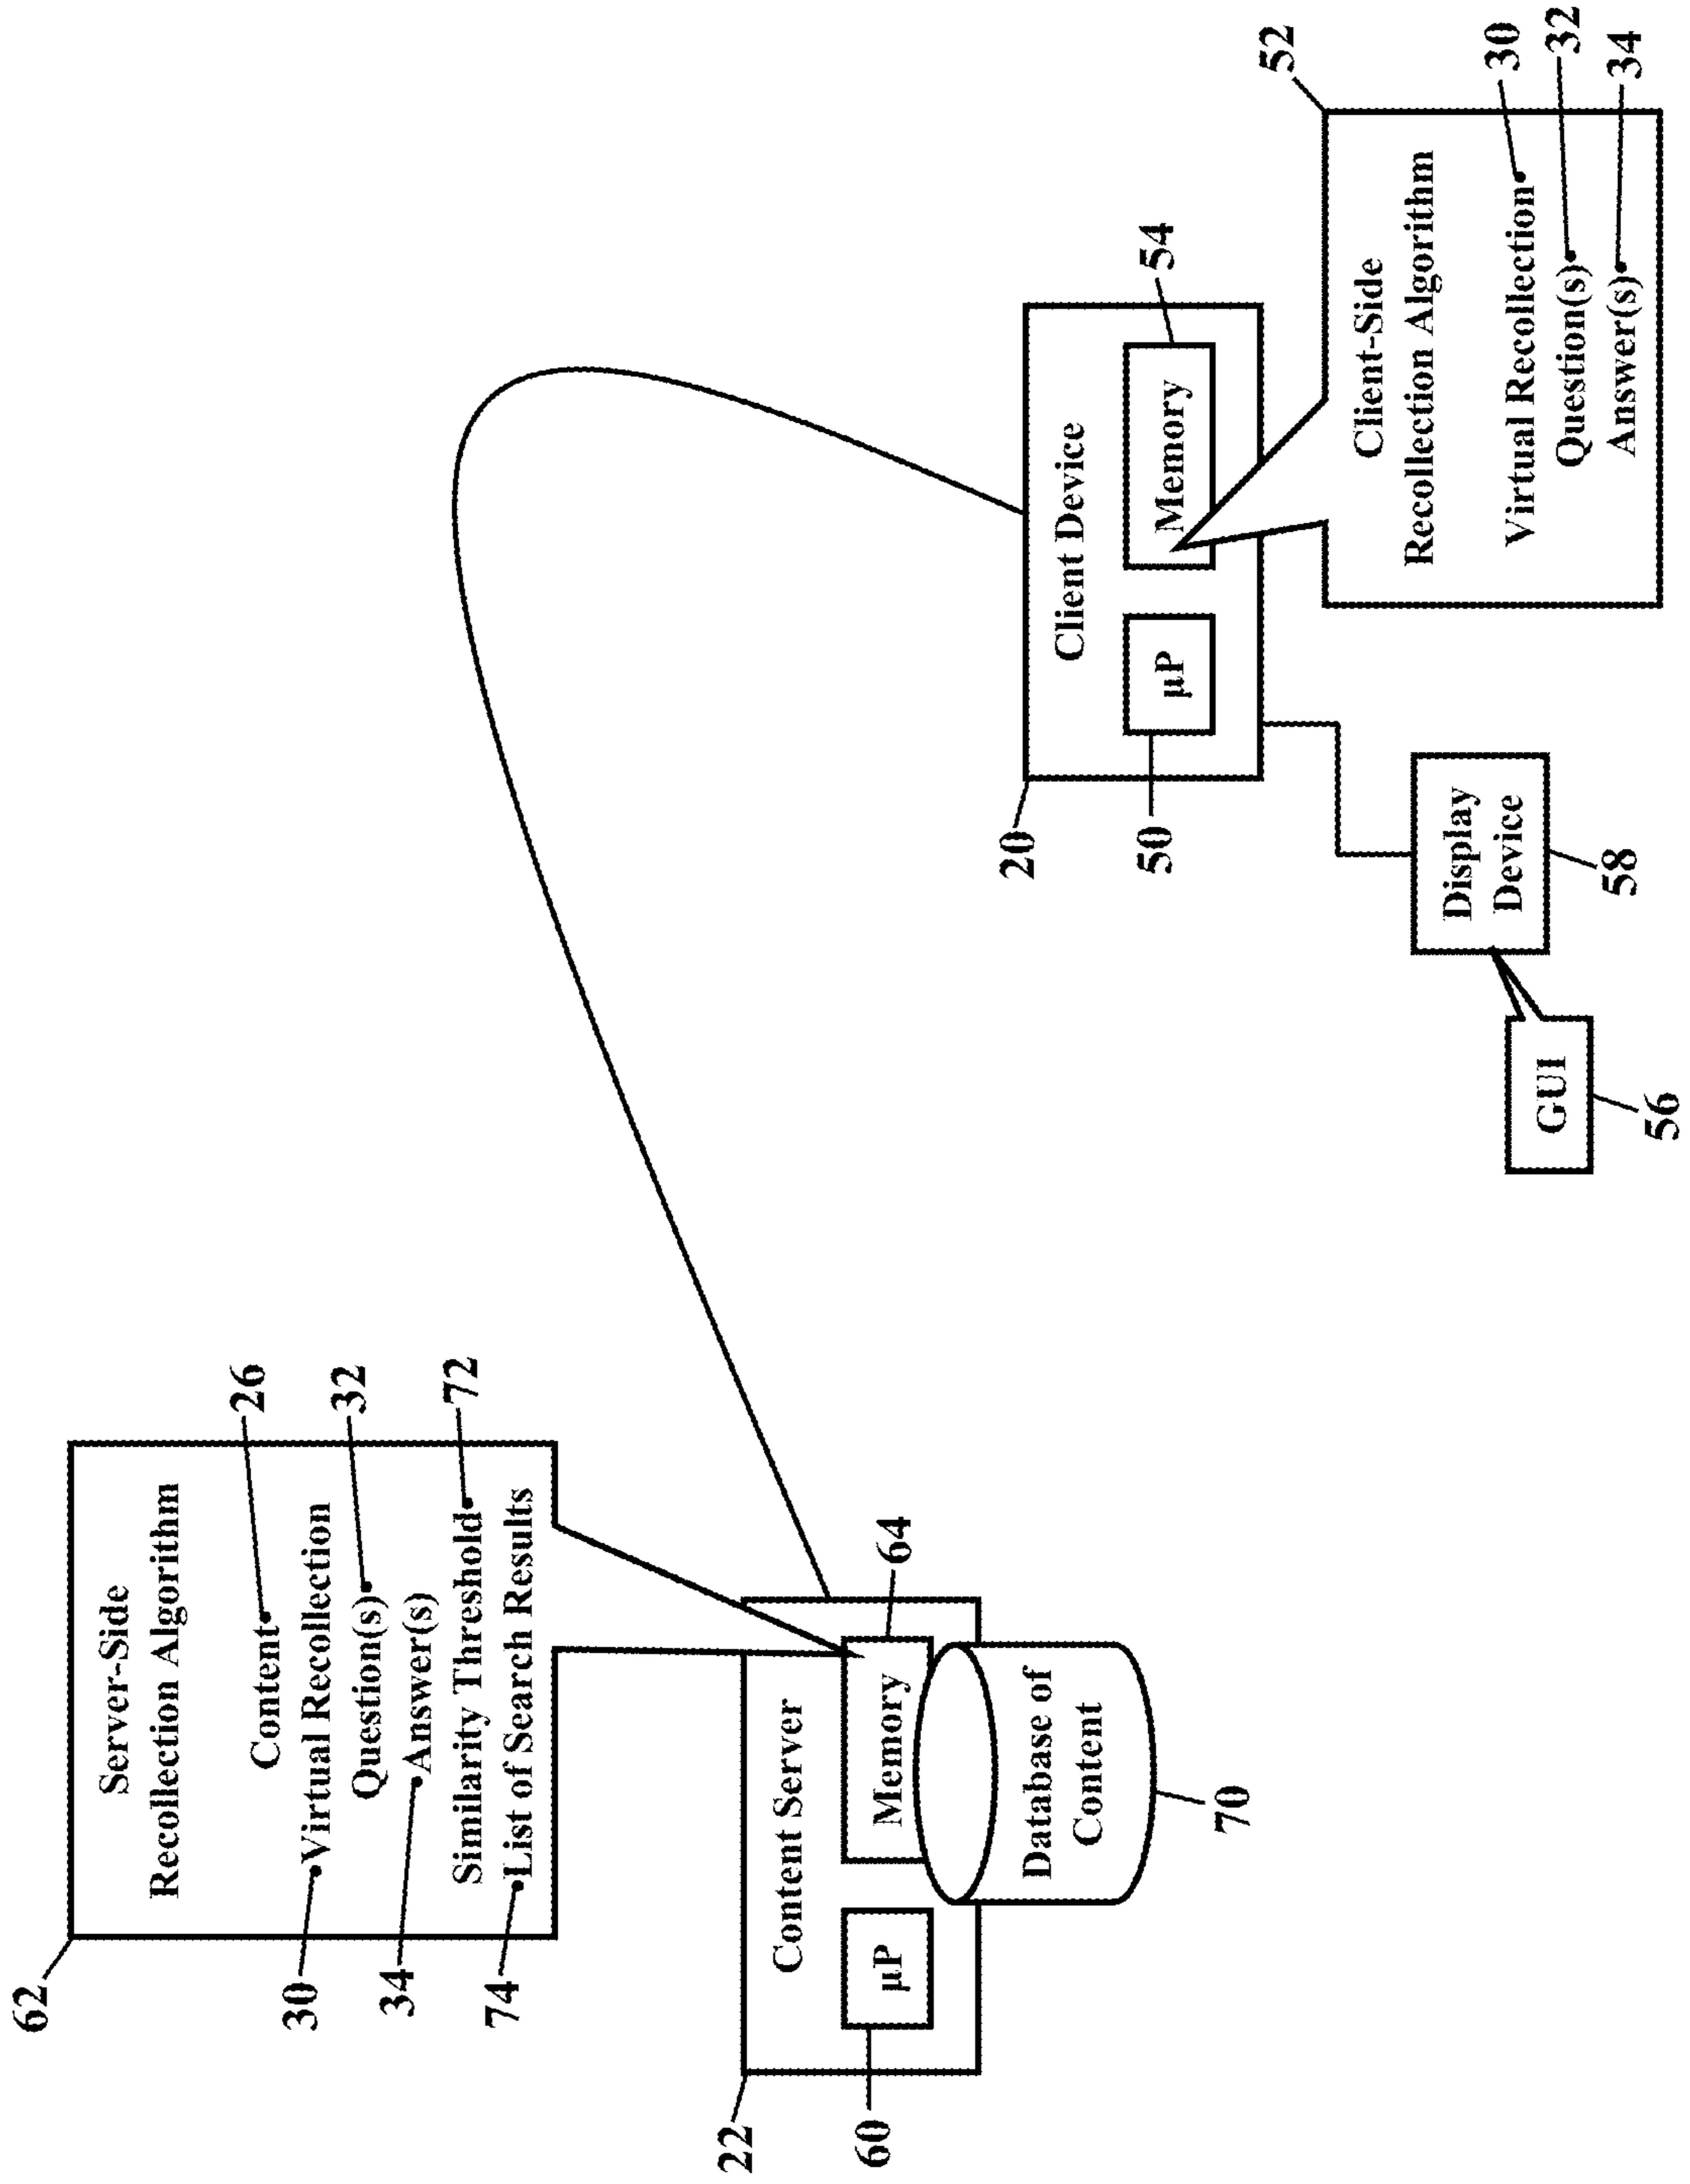 62
Server-Side
Recollection Algorithm
Content
26
30
Virtual Recollection
Question(s)
32
34
Answer(s)
Similarity Threshold
72
74
List of Search Results
22
Content Server
60
µP
Memory
64
Database of
Content
70
20
Client Device
50
µP
Memory
54
Display
Device
58
GUI
56
52
Client-Side
Recollection Algorithm
Virtual Recollection
30
Question(s)
32
Answer(s)
34